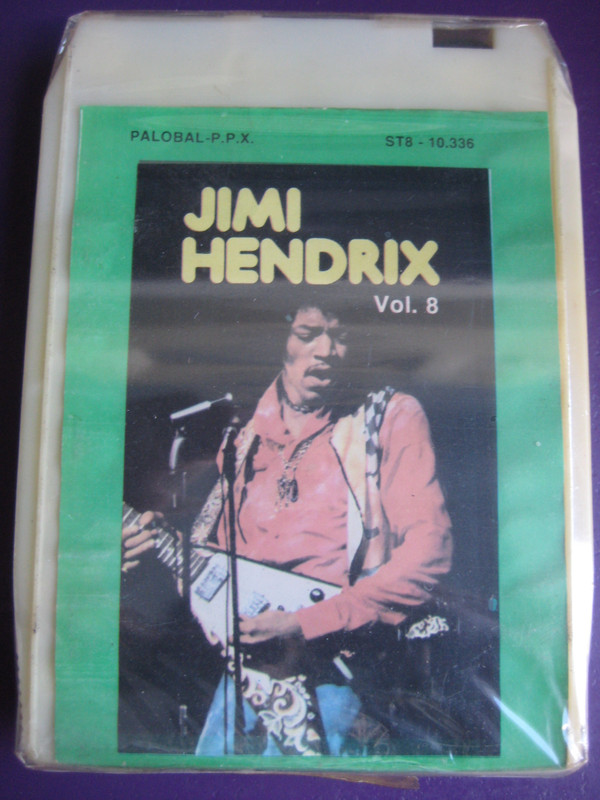 PALOBAL-P.P.X. ST8 - 10.336
JIMI
HENDRIX
Vol. 8